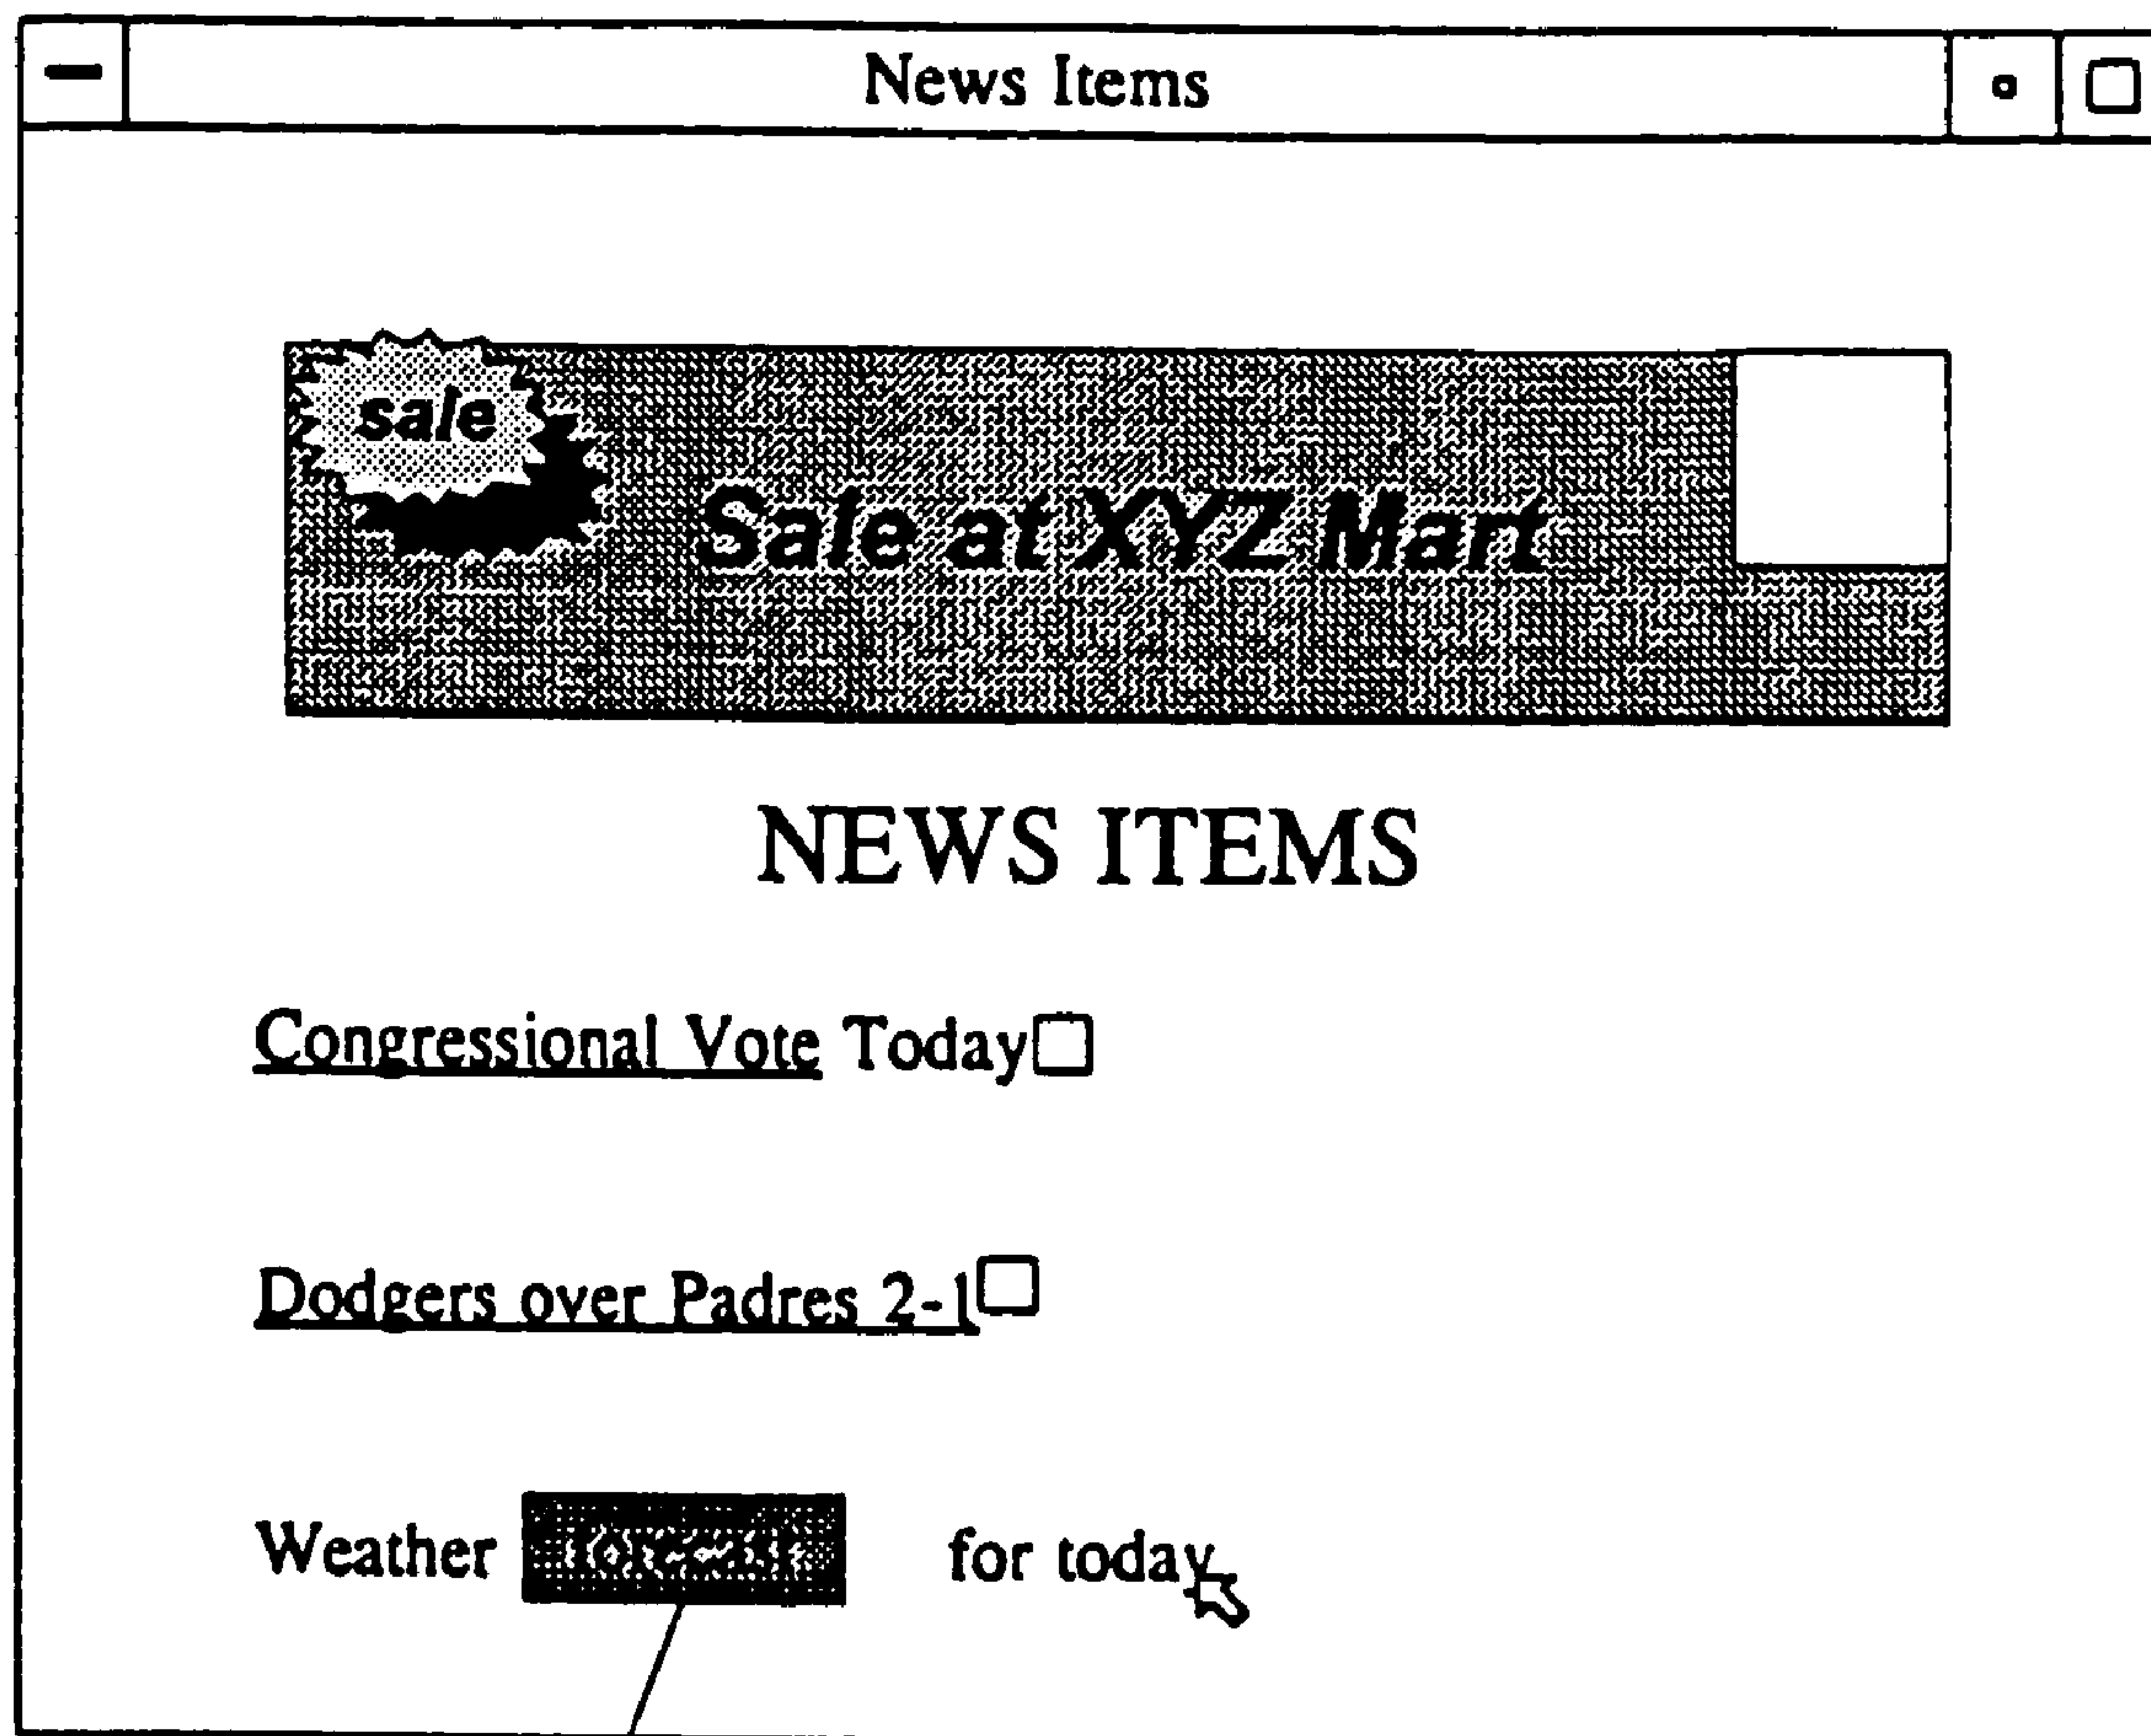 News Items
sale
Sale at XYZ Mart
NEWS ITEMS
Congressional Vote Today
Dodgers over Padres 2-1
Weather forecast for today